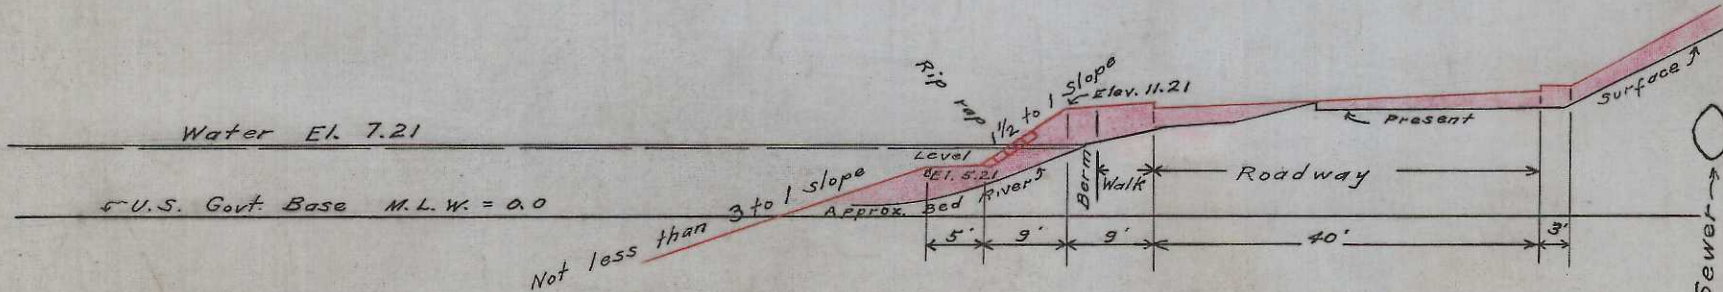 Water El. 7.21
U.S. Govt. Base M.L.W. = 0.0
Not less than 3 to 1 slope
Rip rap
1 1/2 to 1 slope
Elev. 11.21
Level
El. 5.21
Approx. Bed River
Berm
Walk
Roadway
Present Surface
Sewer
5'
9'
9'
40'
3'